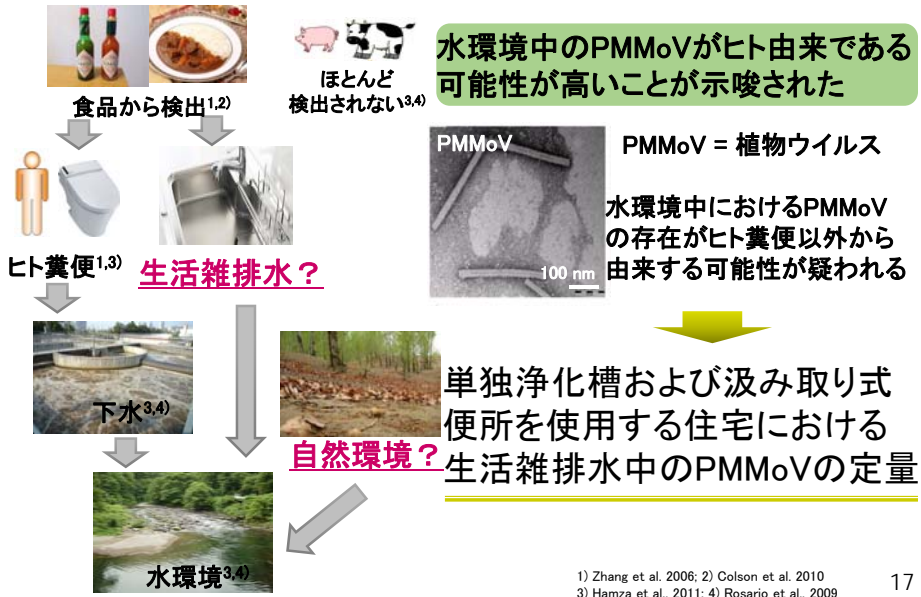 食品から検出1,2)
ほとんど
検出されない3,4)
水環境中のPMMoVがヒト由来である
可能性が高いことが示唆された
PMMoV
100 nm
PMMoV = 植物ウイルス
水環境中におけるPMMoV
の存在がヒト糞便以外から
由来する可能性が疑われる
ヒト糞便1,3)
生活雑排水？
下水3,4)
自然環境？
水環境3,4)
単独浄化槽および汲み取り式
便所を使用する住宅における
生活雑排水中のPMMoVの定量
1) Zhang et al. 2006; 2) Colson et al. 2010
3) Hamza et al., 2011; 4) Rosario et al., 2009
17